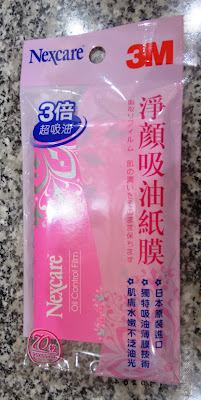 Nexcare
3M
3倍
超吸油
淨顏吸油紙膜
Nexcare
Oil Control Film
☆日本原裝進口
☆獨特吸油薄膜技術
☆肌膚水嫩不泛油光